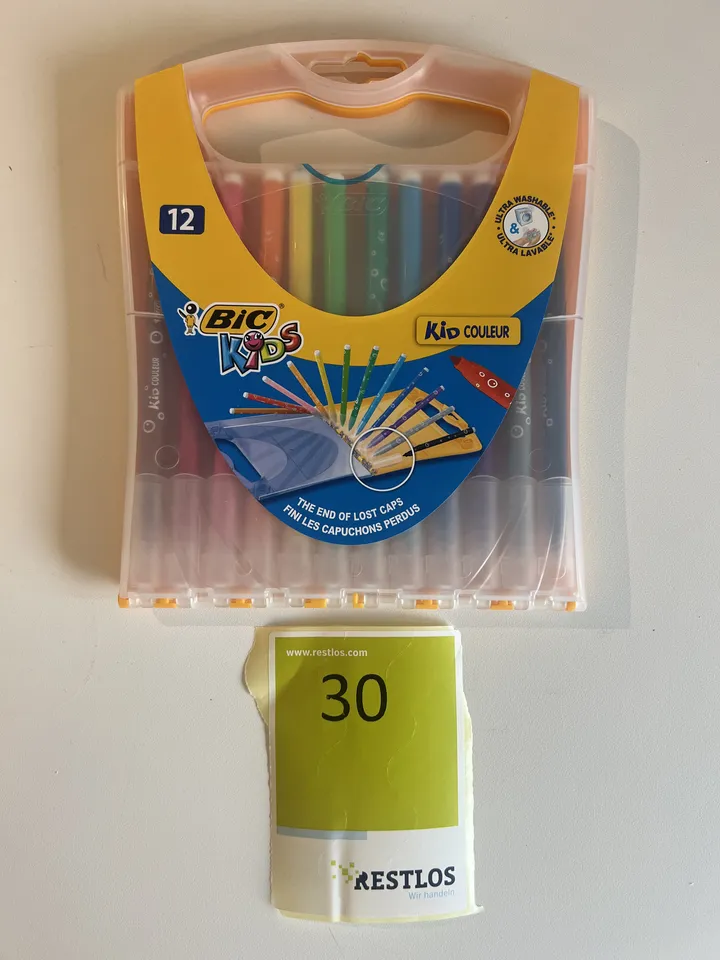 BIC
12
ULTRA WASHABLE
&
ULTRA LAVABLE
BIC®
KIDS
KiD COULEUR
KiD COULEUR
THE END OF LOST CAPS
FINI LES CAPUCHONS PERDUS
www.restlos.com
30
RESTLOS
Wir handeln.